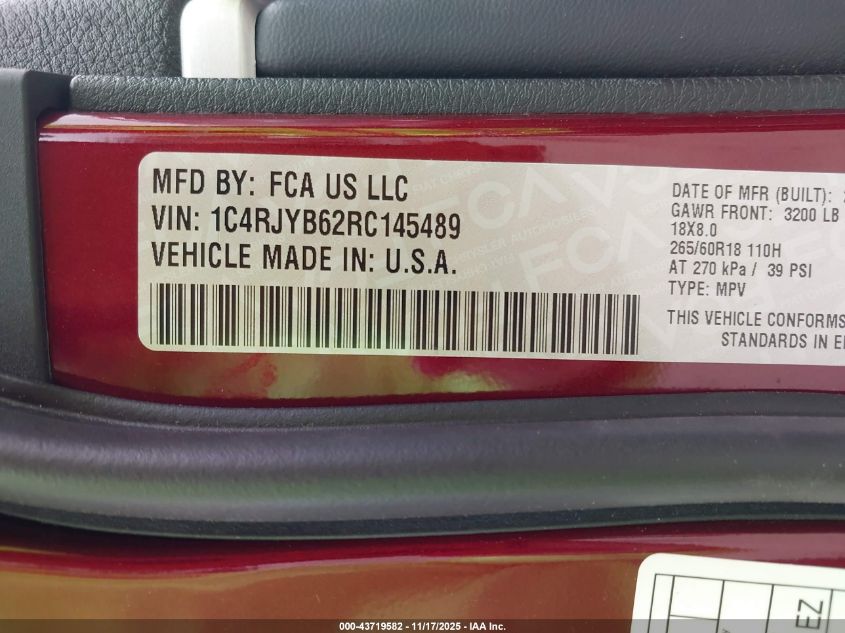 MFD BY: FCA US LLC
VIN: 1C4RJYB62RC145489
VEHICLE MADE IN: U.S.A.
DATE OF MFR (BUILT):
GAWR FRONT: 3200 LB
18X8.0
265/60R18 110H
AT 270 kPa / 39 PSI
TYPE: MPV
THIS VEHICLE CONFORMS
STANDARDS IN
EZ
000-43719582 - 11/17/2025 - IAA Inc.